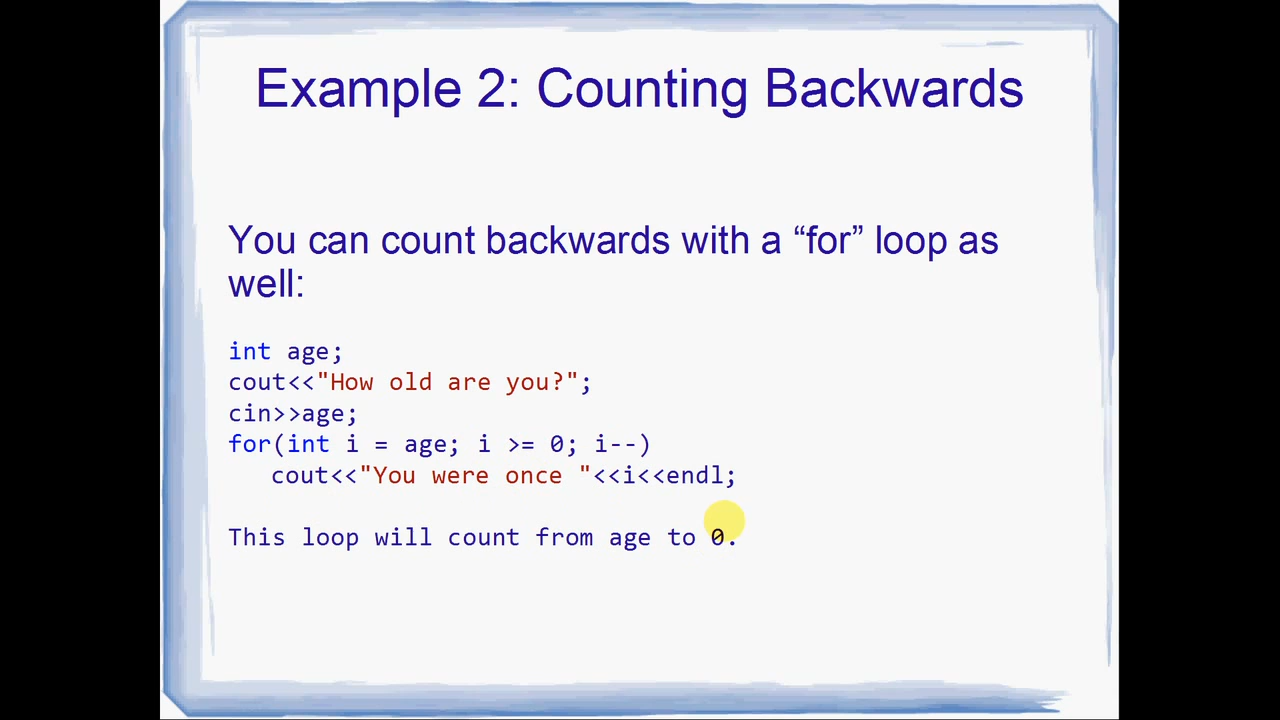 Example 2: Counting Backwards
You can count backwards with a “for” loop as
well:
int age;
cout<<"How old are you?";
cin>>age;
for(int i = age; i >= 0; i--)
cout<<"You were once "<<i<<endl;
This loop will count from age to 0.